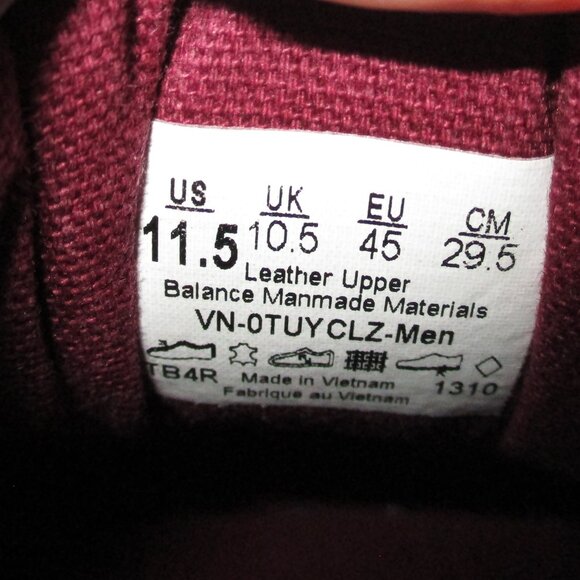 US UK EU CM
11.5 10.5 45 29.5
Leather Upper
Balance Manmade Materials
VN-0TUYCLZ-Men
TB4R Made in Vietnam 1310
Fabrique au Vietnam